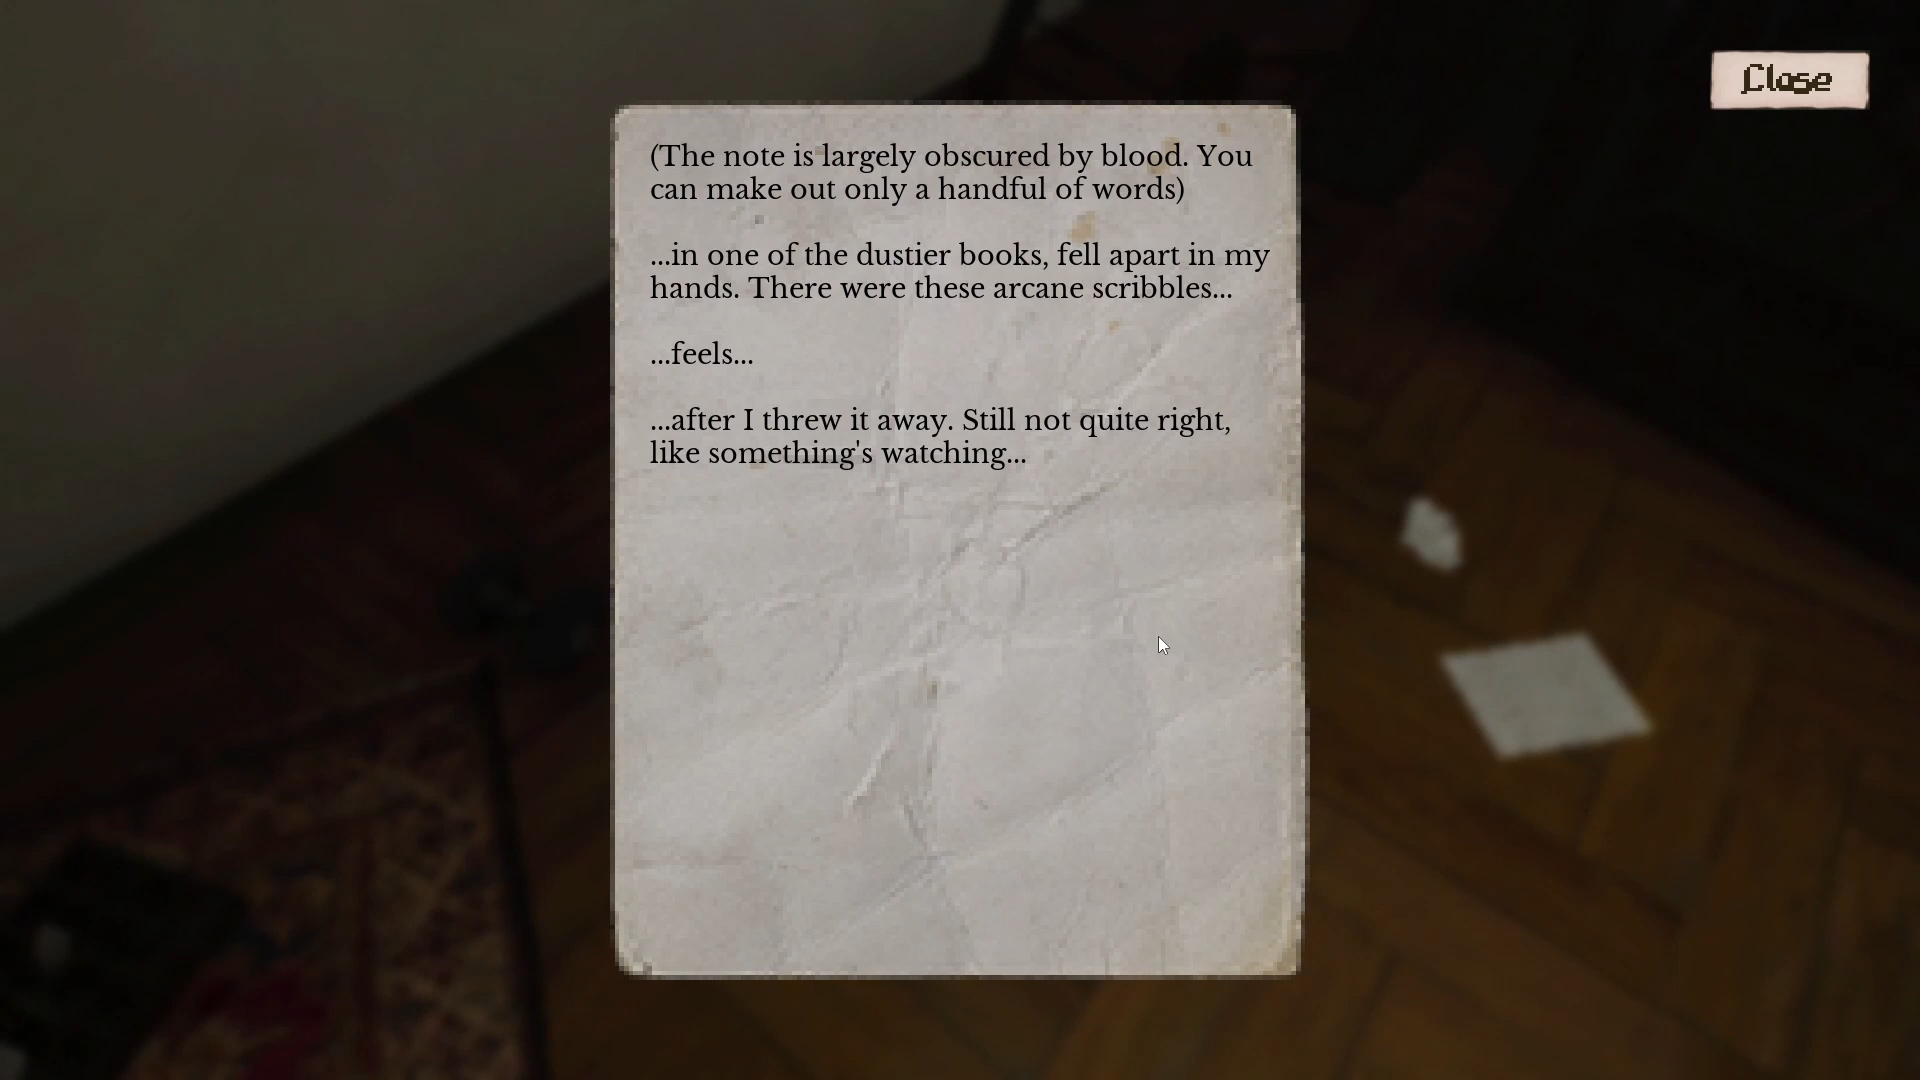 Close
(The note is largely obscured by blood. You
can make out only a handful of words)
...in one of the dustier books, fell apart in my
hands. There were these arcane scribbles...
...feels...
...after I threw it away. Still not quite right,
like something's watching...